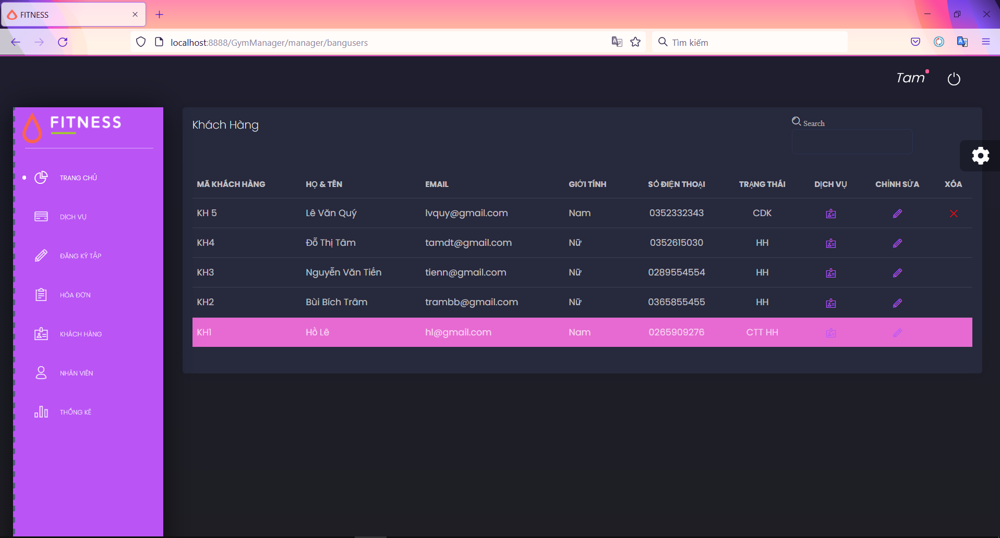 FITNESS
localhost:8888/GymManager/manager/bangusers
Tìm kiếm
Tam
FITNESS
TRANG CHỦ
DỊCH VỤ
ĐĂNG KÝ TẬP
HÓA ĐƠN
KHÁCH HÀNG
NHÂN VIÊN
THỐNG KÊ
Khách Hàng
Search
MÃ KHÁCH HÀNG HỌ & TÊN EMAIL GIỚI TÍNH SỐ ĐIỆN THOẠI TRẠNG THÁI DỊCH VỤ CHỈNH SỬA XÓA
KH 5 Lê Văn Quý lvquy@gmail.com Nam 0352332343 CDK
KH4 Đỗ Thị Tâm tamdt@gmail.com Nữ 0352615030 HH
KH3 Nguyễn Văn Tiến tienn@gmail.com Nữ 0289554554 HH
KH2 Bùi Bích Trâm trambb@gmail.com Nữ 0365855455 HH
KH1 Hồ Lê hl@gmail.com Nam 0265909276 CTT HH